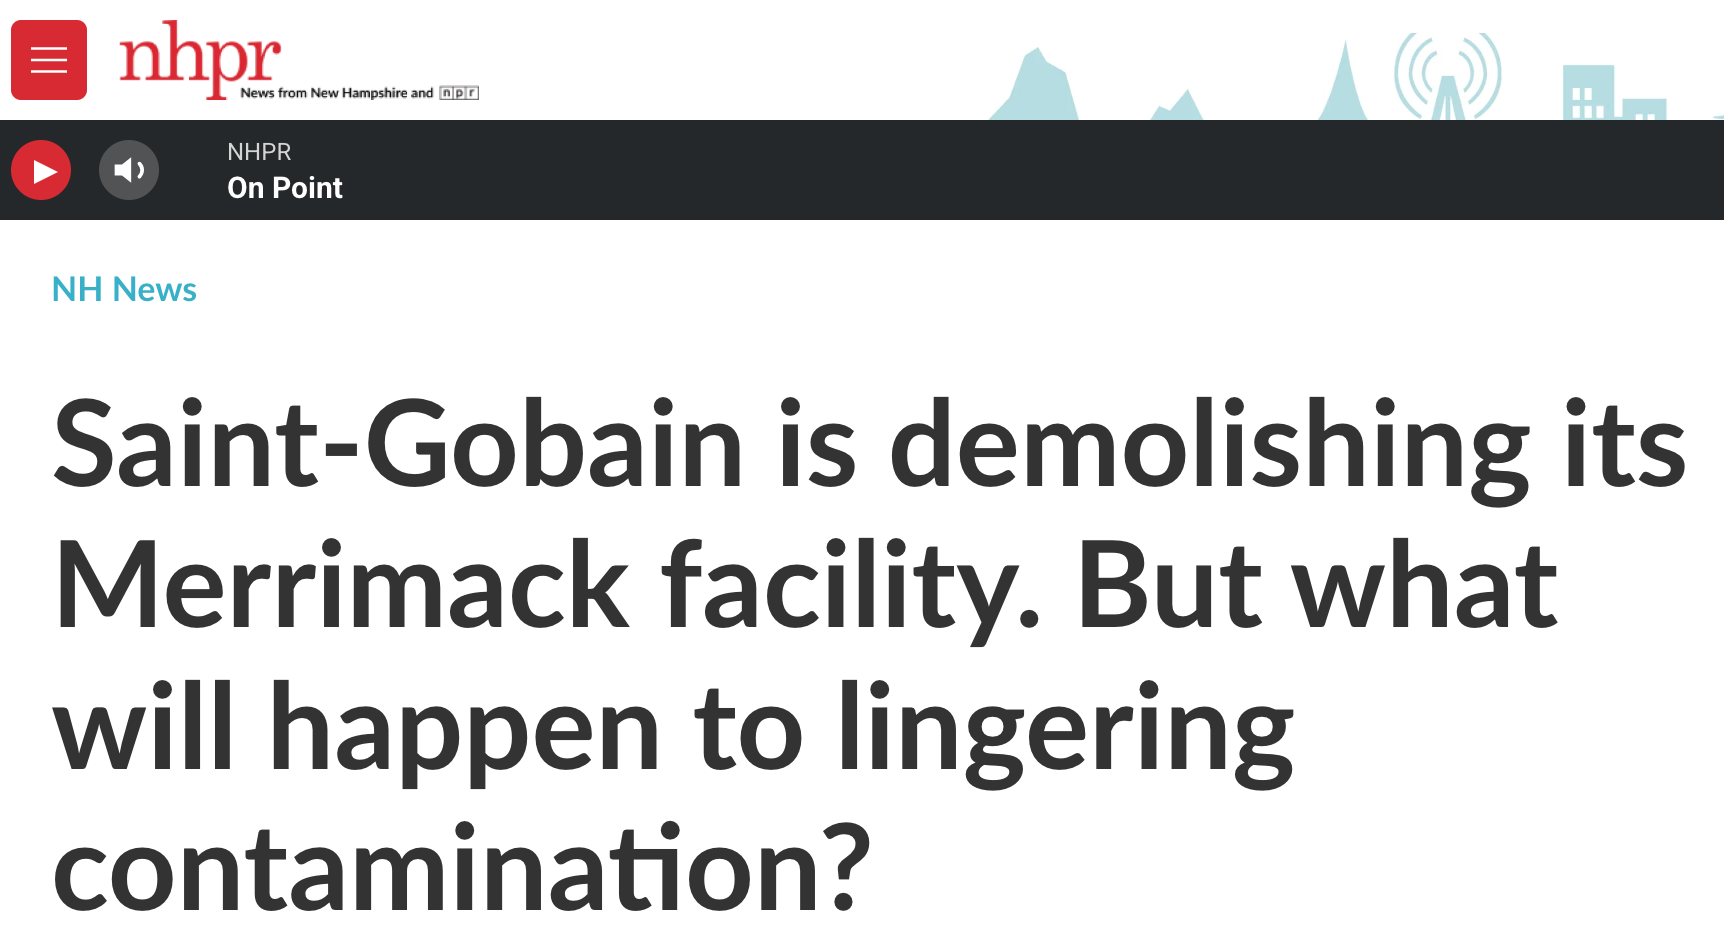 nhpr
News from New Hampshire and npr
NHPR
On Point
NH News
Saint-Gobain is demolishing its
Merrimack facility. But what
will happen to lingering
contamination?